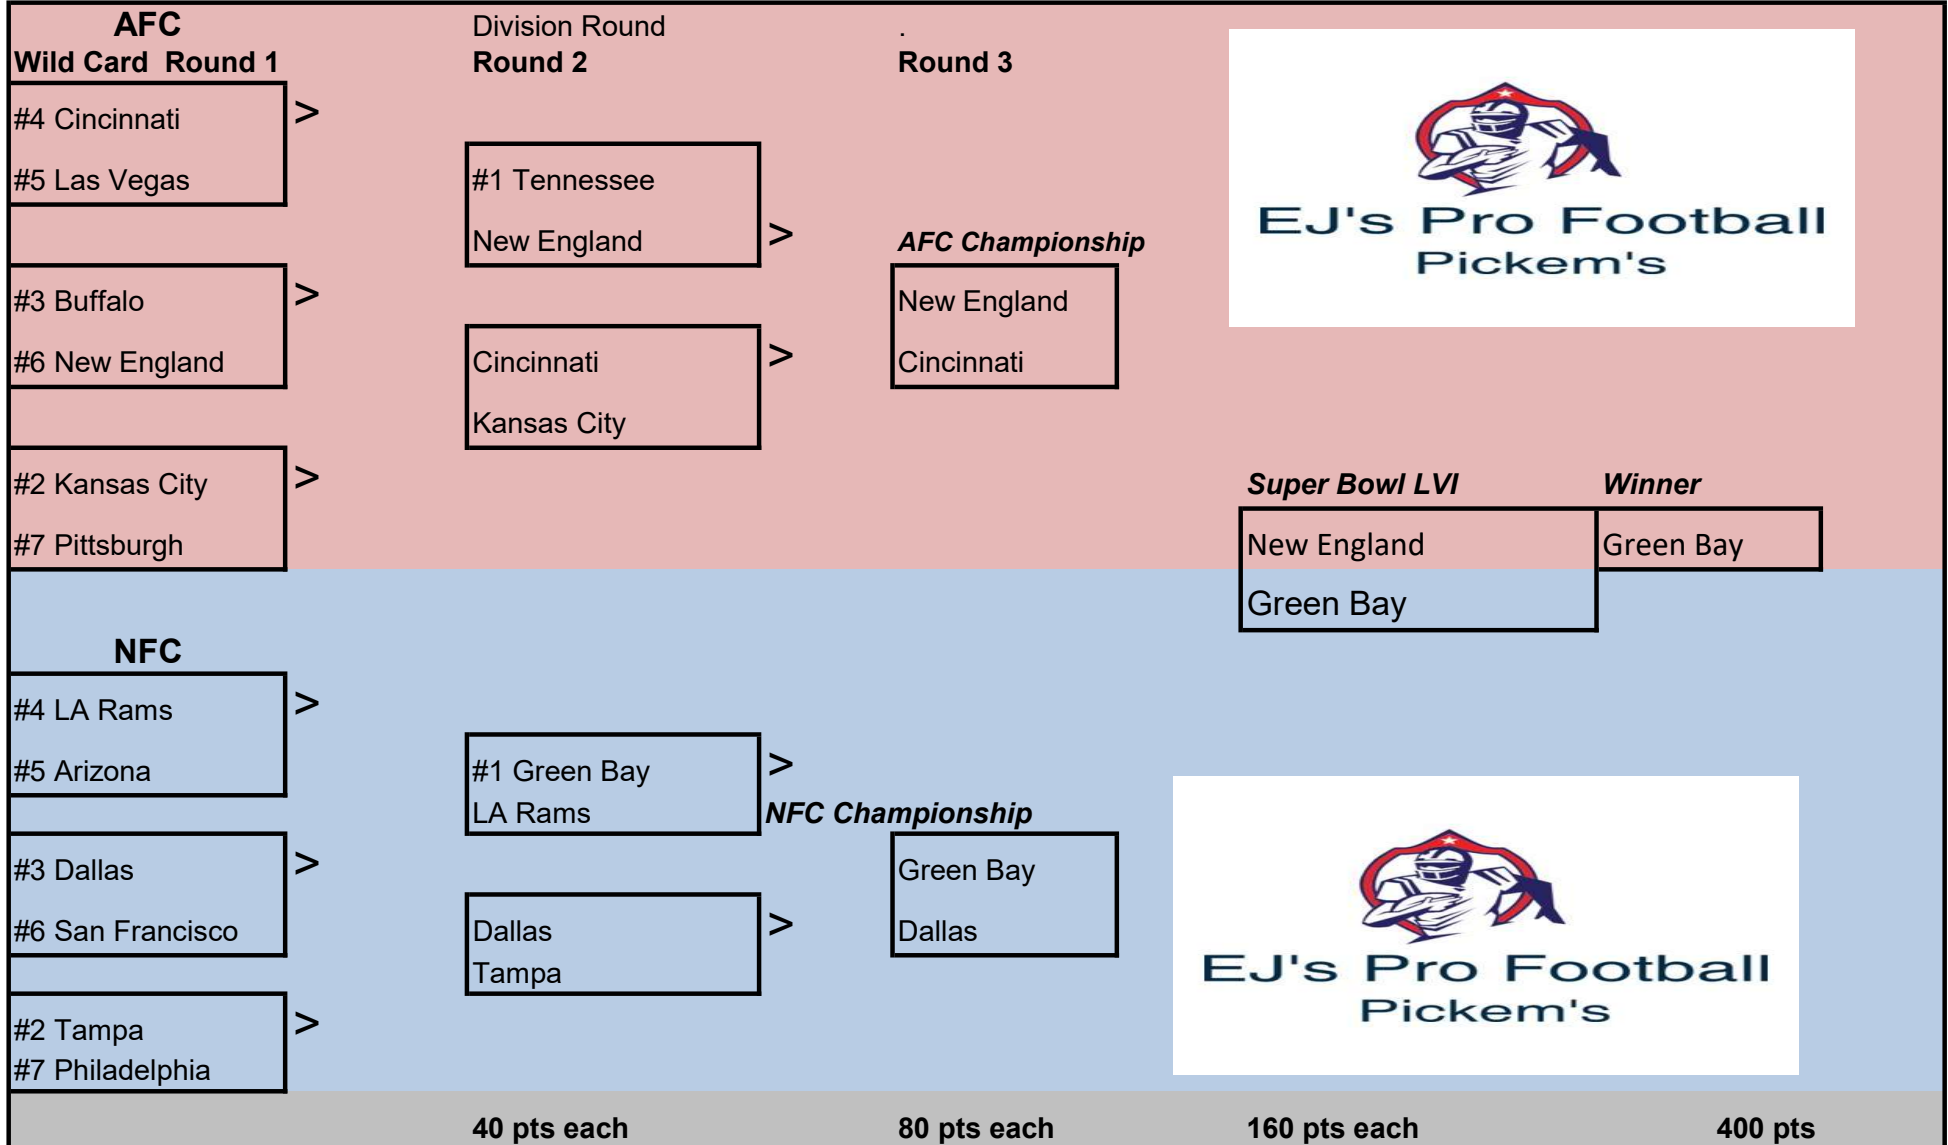 AFC Division Round .
Wild Card Round 1 Round 2 Round 3
#4 Cincinnati >
#5 Las Vegas #1 Tennessee
New England > AFC Championship
EJ's Pro Football
Pickem's
#3 Buffalo > New England
#6 New England Cincinnati > Cincinnati
Kansas City
#2 Kansas City > Super Bowl LVI Winner
#7 Pittsburgh New England Green Bay
Green Bay
NFC
#4 LA Rams >
#5 Arizona #1 Green Bay >
LA Rams NFC Championship
#3 Dallas > Green Bay
#6 San Francisco Dallas > Dallas
Tampa
EJ's Pro Football
Pickem's
#2 Tampa >
#7 Philadelphia
40 pts each 80 pts each 160 pts each 400 pts